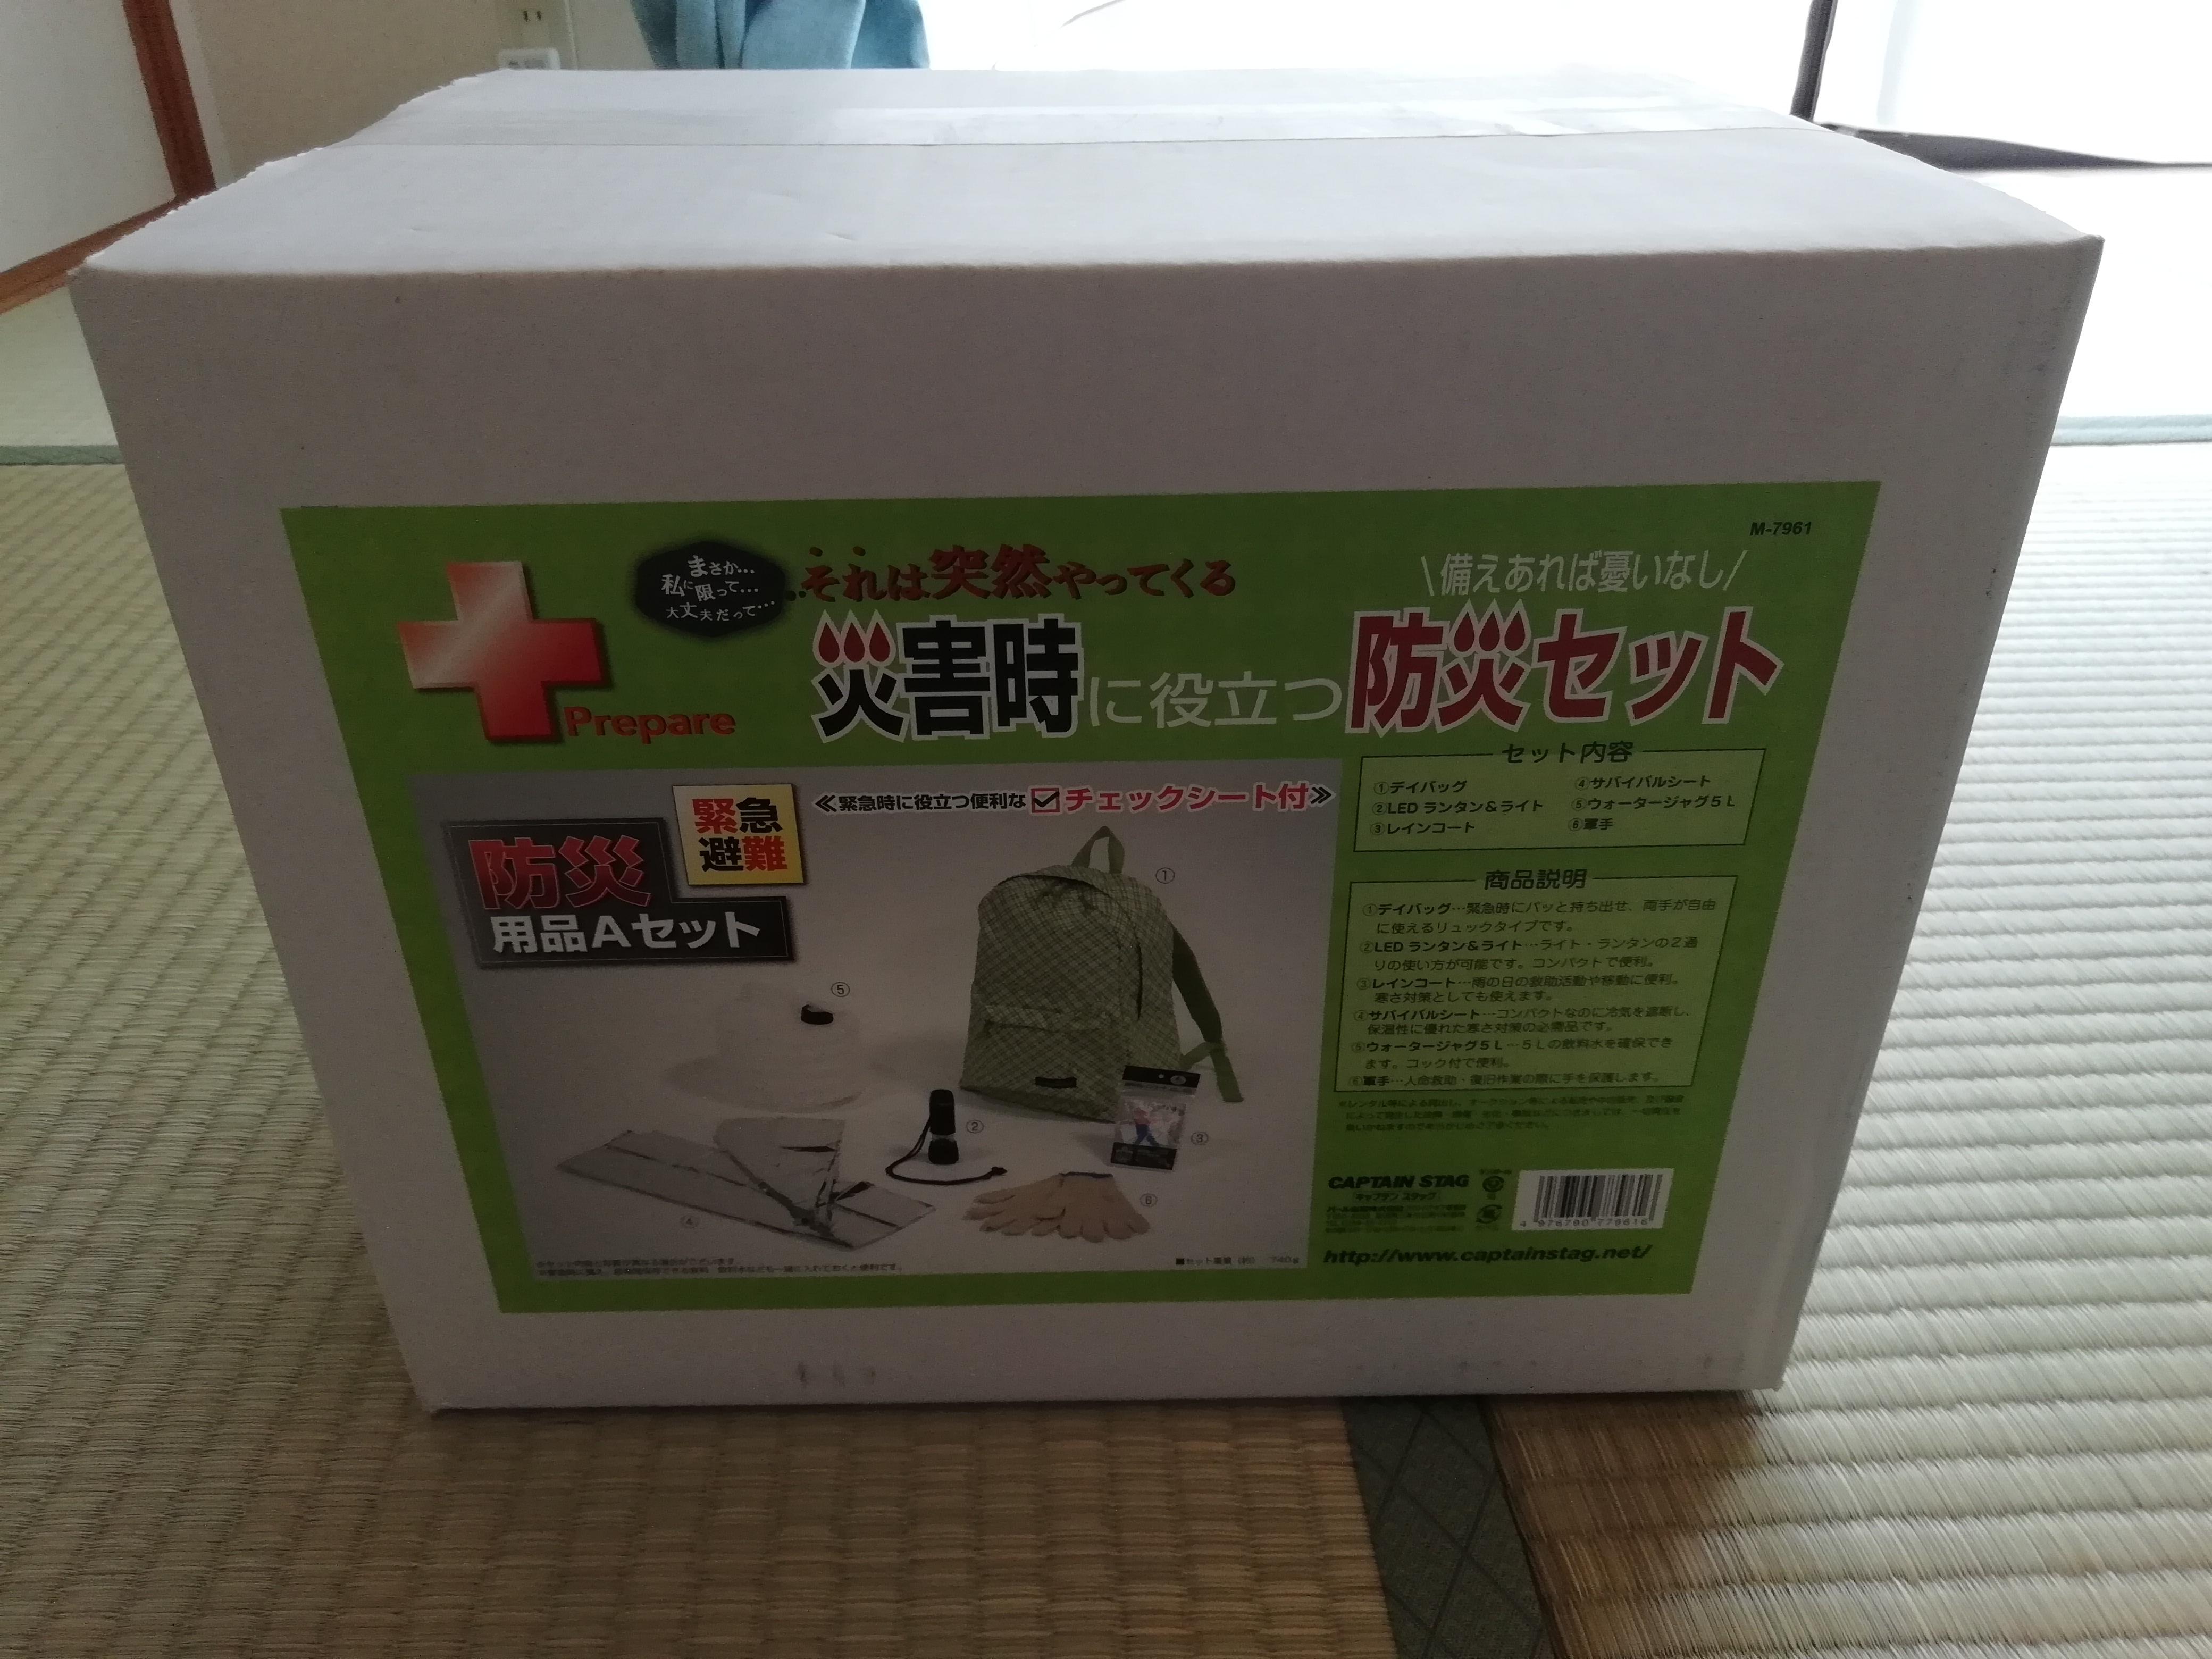 M-7961
まさか…
私に限って…
大丈夫だって…
それは突然やってくる
\備えあれば憂いなし/
災害時に役立つ防災セット
Prepare
セット内容
①デイバッグ
②LED ランタン&ライト
③レインコート
④サバイバルシート
⑤ウォータージャグ5L
⑥軍手
≪緊急時に役立つ便利な チェックシート付≫
緊急
避難
防災
用品Aセット
①
⑤
②
③
④
⑥
商品説明
①デイバッグ…緊急時にパッと持ち出せ、両手が自由
に使えるリュックタイプです。
②LED ランタン&ライト…ライト・ランタンの2通
りの使い方が可能です。コンパクトで便利。
③レインコート…雨の日の救助活動や移動に便利。
寒さ対策としても使えます。
④サバイバルシート…コンパクトなのに冷気を遮断し、
保温性に優れた寒さ対策の必需品です。
⑤ウォータージャグ5L…5Lの飲料水を確保でき
ます。コック付で便利。
⑥軍手…人命救助・復旧作業の際に手を保護します。
■セット重量(約) 740g
CAPTAIN STAG
キャプテン スタッグ
4 976790 779616
http://www.captainstag.net/